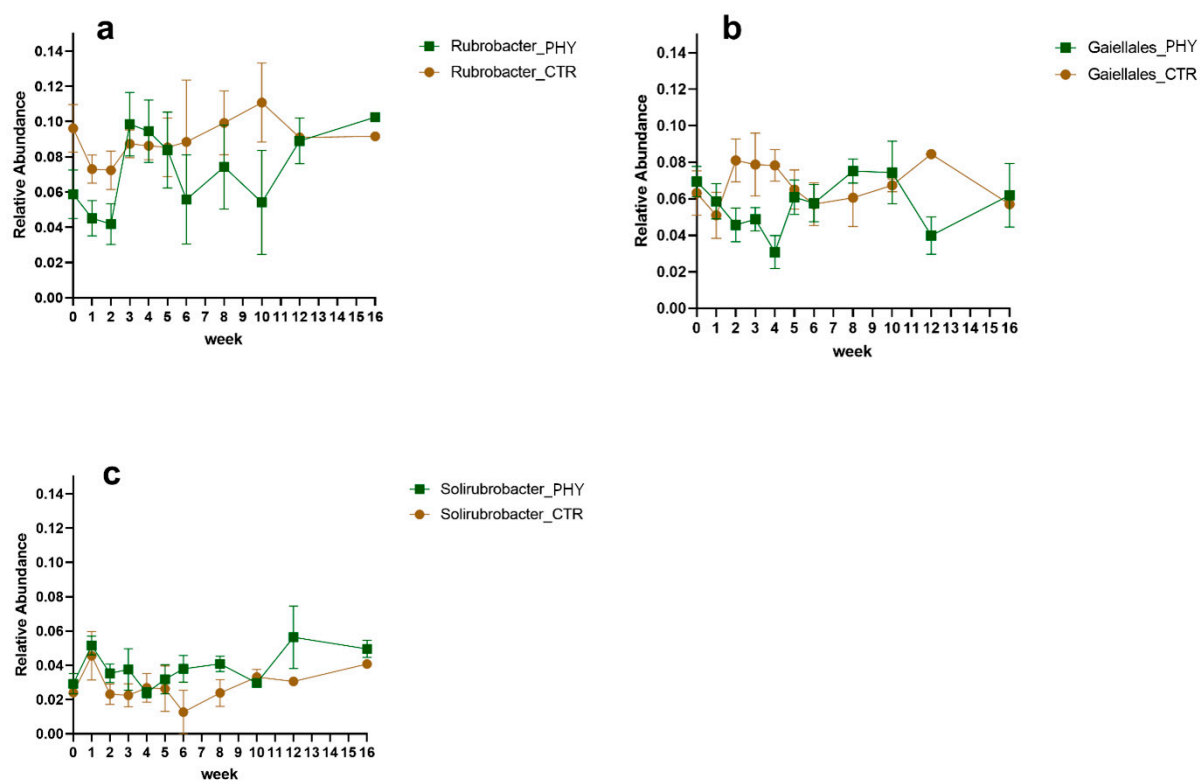 a
Rubrobacter_PHY
Rubrobacter_CTR
Relative Abundance
0.14
0.12
0.10
0.08
0.06
0.04
0.02
0.00
0 1 2 3 4 5 6 7 8 9 10 11 12 13 14 15 16
week
b
Gaiellales_PHY
Gaiellales_CTR
Relative Abundance
0.14
0.12
0.10
0.08
0.06
0.04
0.02
0.00
0 1 2 3 4 5 6 7 8 9 10 11 12 13 14 15 16
week
c
Solirubrobacter_PHY
Solirubrobacter_CTR
Relative Abundance
0.14
0.12
0.10
0.08
0.06
0.04
0.02
0.00
0 1 2 3 4 5 6 7 8 9 10 11 12 13 14 15 16
week